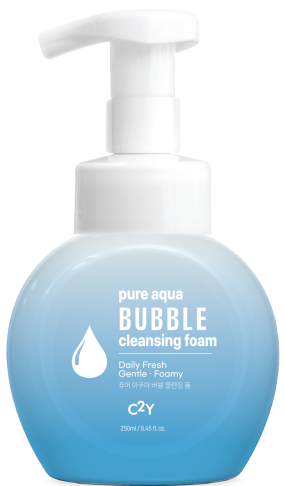 pure aqua
BUBBLE
cleansing foam
Daily Fresh
Gentle · Foamy
퓨어 아쿠아 버블 클렌징 폼
C2Y
250ml / 8.45 fl. oz.